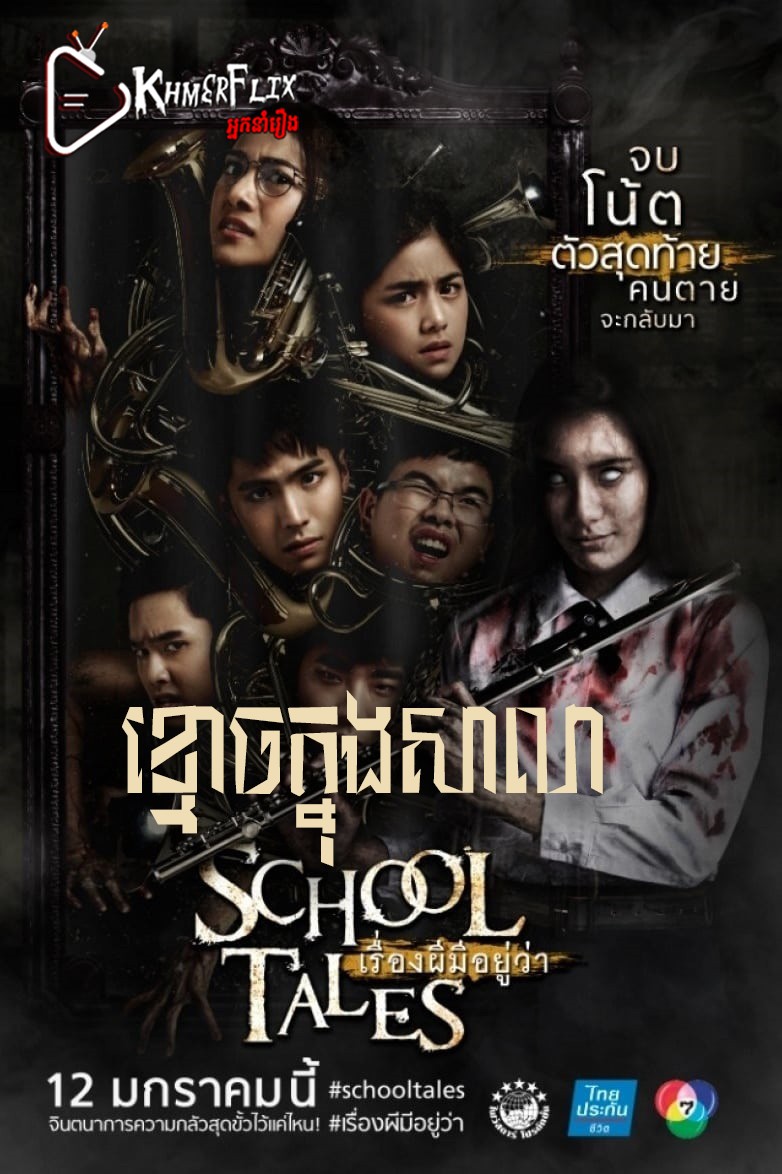 KHMERFLIX
អ្នកនាំរឿង
จบ
โน้ต
ตัวสุดท้าย
คนตาย
จะกลับมา
ខ្មោចក្នុងសាលា
SCHOOL
เรื่องผีมีอยู่ว่า
TALES
12 มกราคมนี้ #schooltales
จินตนาการความกลัวสุดขั้วไว้แค่ไหน! #เรื่องผีมีอยู่ว่า
ไทย
ประกัน
ชีวิต
7